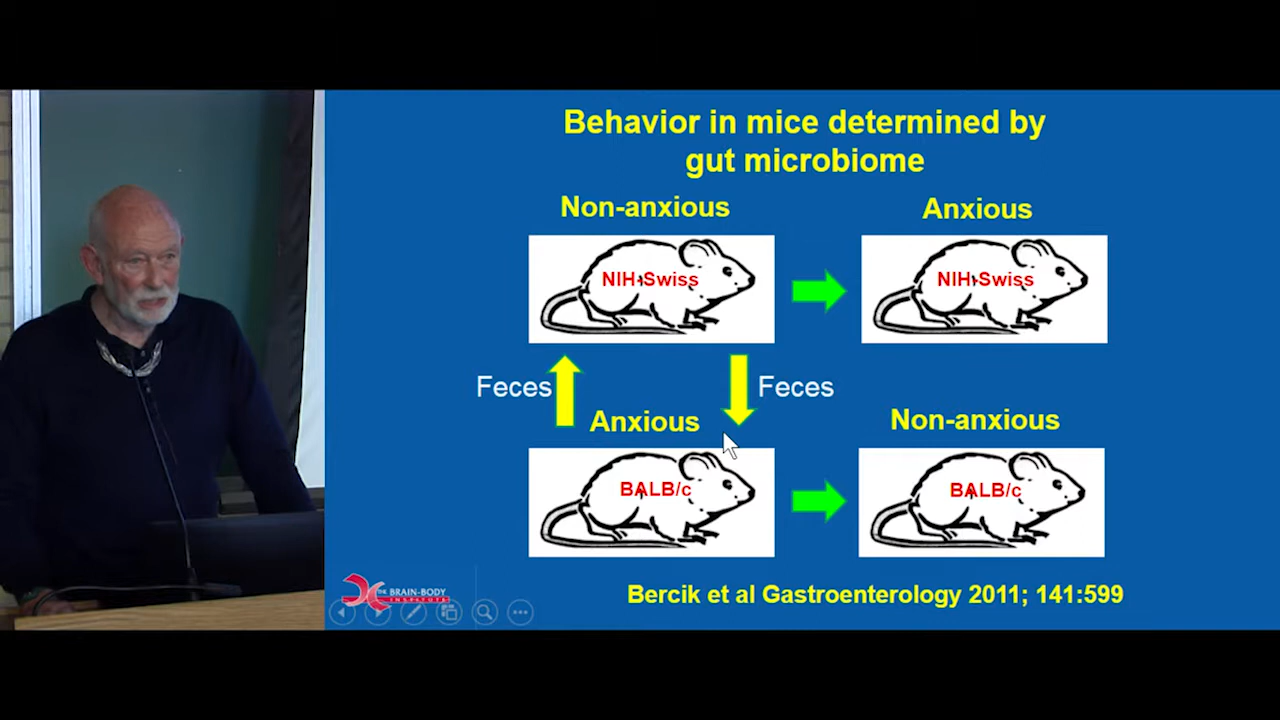 Behavior in mice determined by
gut microbiome
Non-anxious
Anxious
NIH-Swiss
NIH-Swiss
Feces
Feces
Anxious
Non-anxious
BALB/c
BALB/c
THE BRAIN-BODY
INSTITUTE
Bercik et al Gastroenterology 2011; 141:599